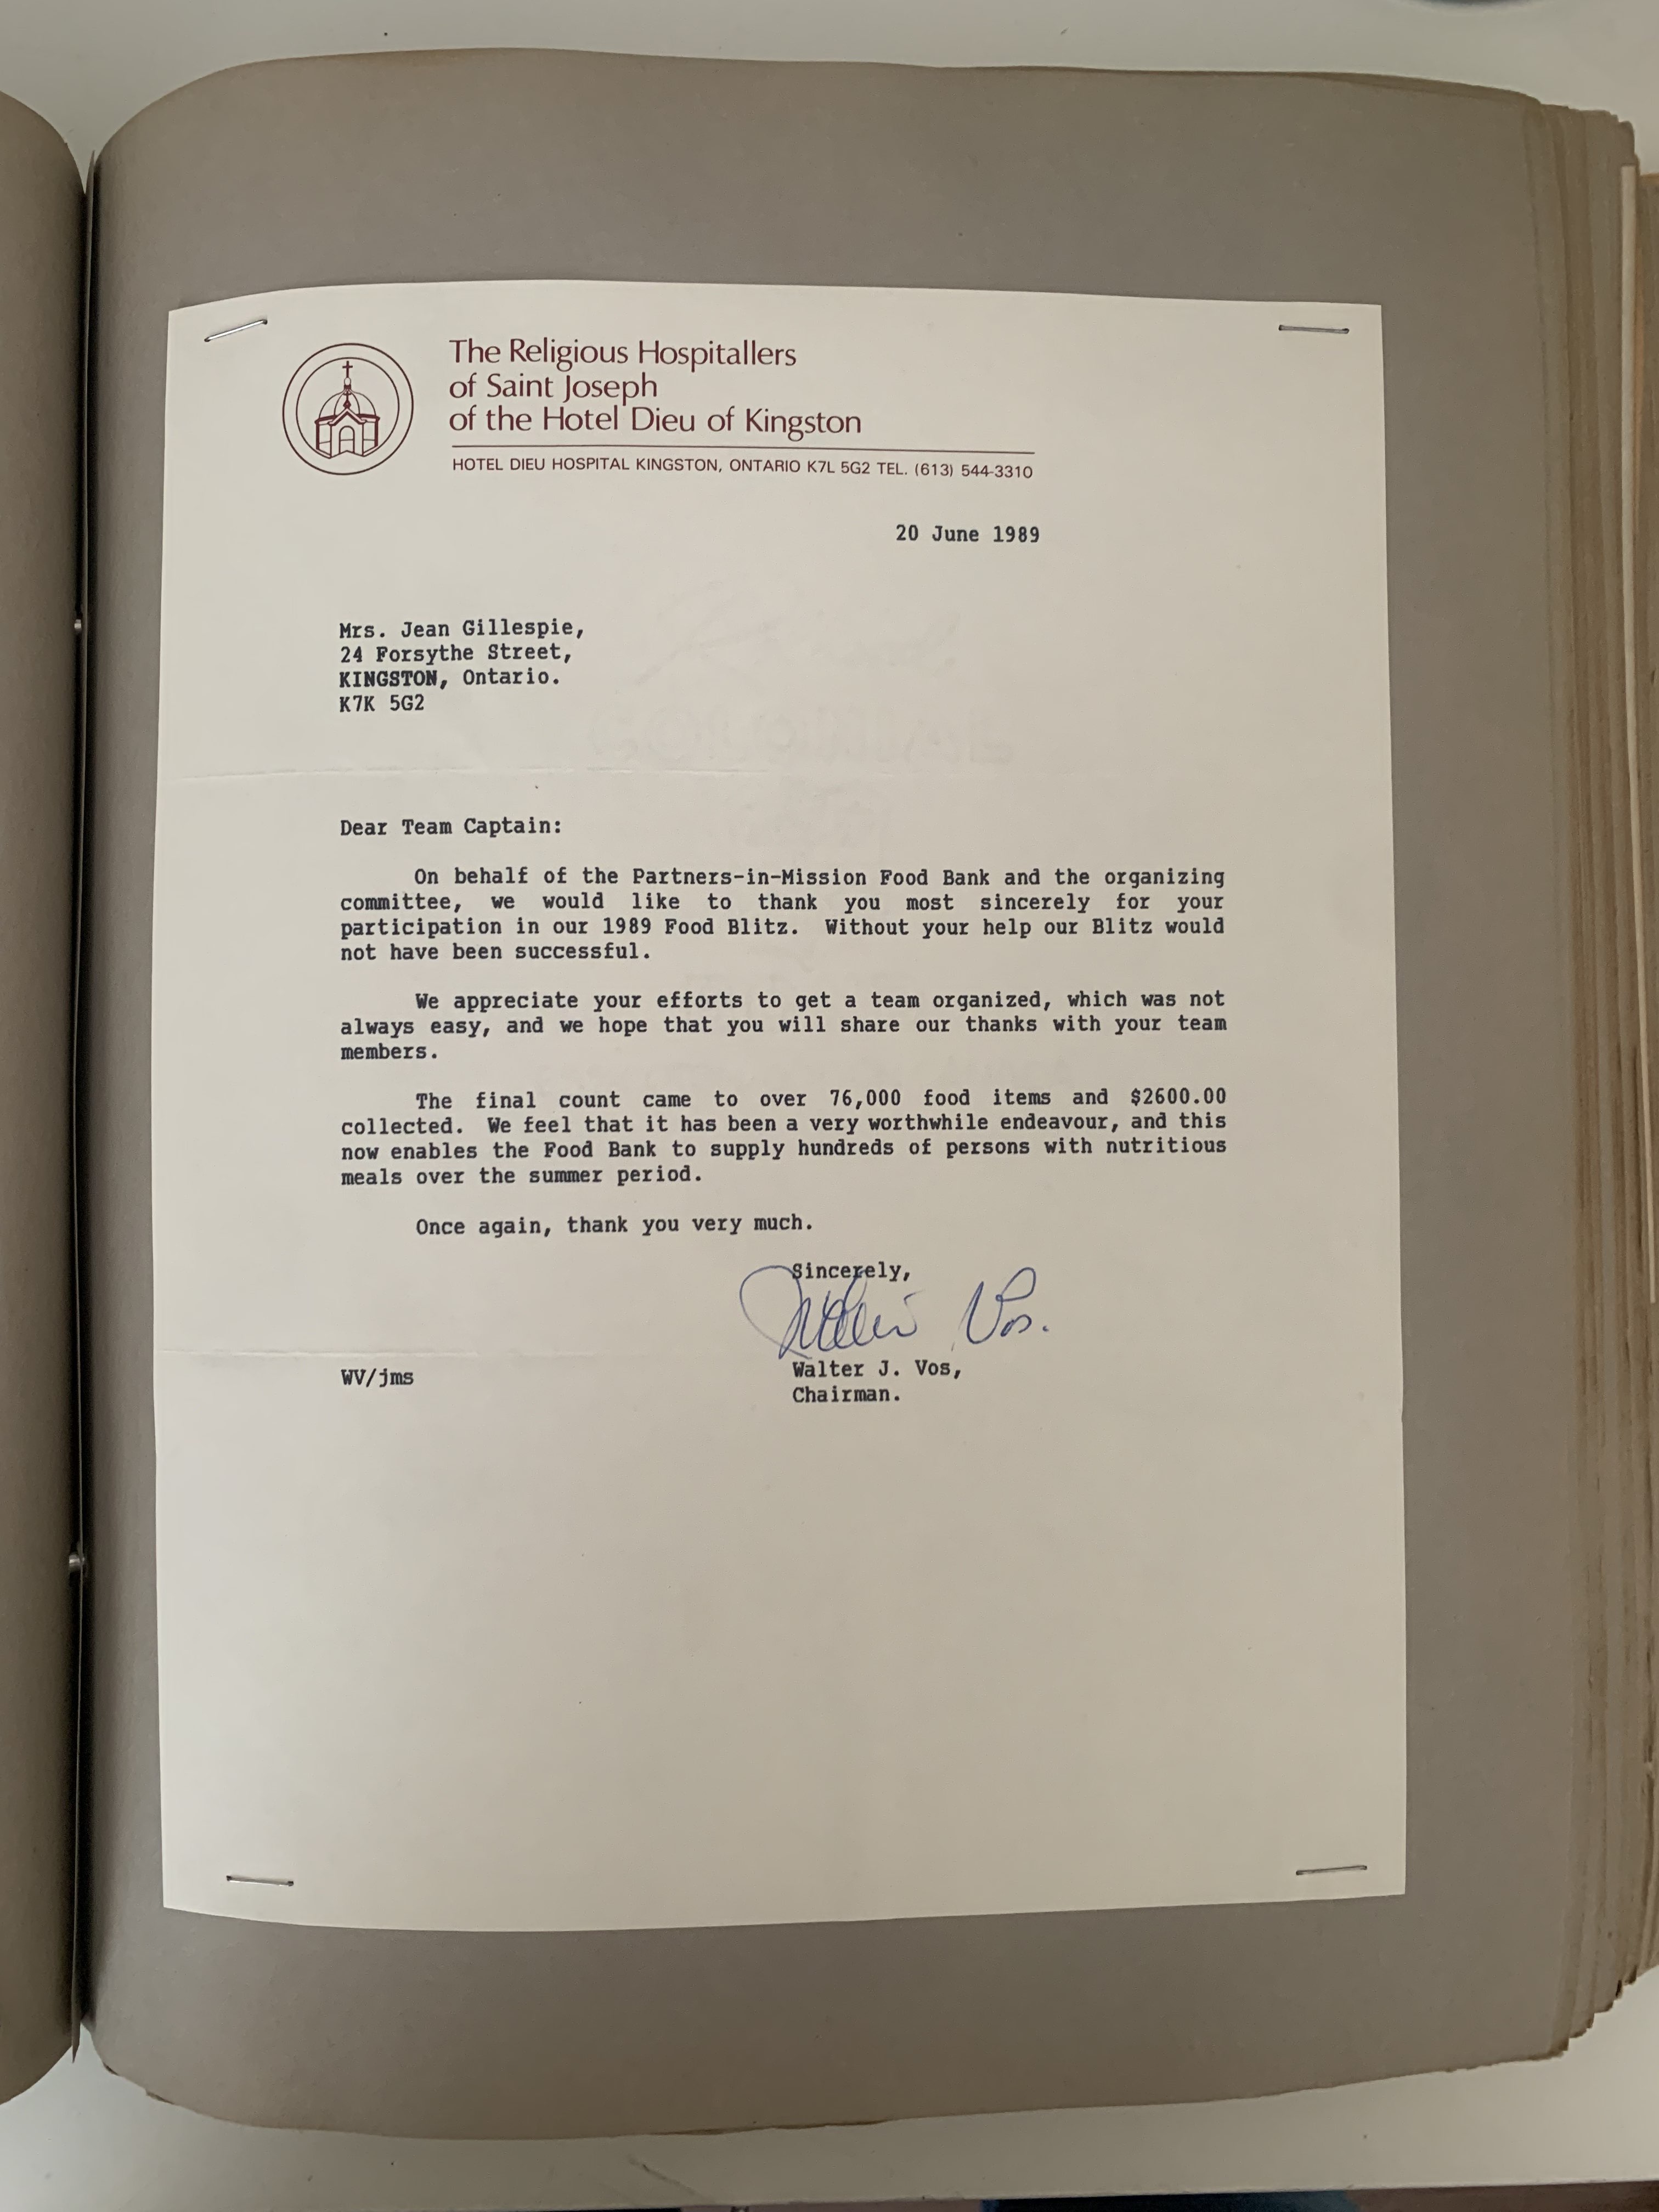 The Religious Hospitallers
of Saint Joseph
of the Hotel Dieu of Kingston
HOTEL DIEU HOSPITAL KINGSTON, ONTARIO K7L 5G2 TEL. (613) 544-3310
20 June 1989
Mrs. Jean Gillespie,
24 Forsythe Street,
KINGSTON, Ontario.
K7K 5G2
Dear Team Captain:
On behalf of the Partners-in-Mission Food Bank and the organizing
committee, we would like to thank you most sincerely for your
participation in our 1989 Food Blitz. Without your help our Blitz would
not have been successful.
We appreciate your efforts to get a team organized, which was not
always easy, and we hope that you will share our thanks with your team
members.
The final count came to over 76,000 food items and $2600.00
collected. We feel that it has been a very worthwhile endeavour, and this
now enables the Food Bank to supply hundreds of persons with nutritious
meals over the summer period.
Once again, thank you very much.
Sincerely,
Walter Vos.
WV/jms
Walter J. Vos,
Chairman.